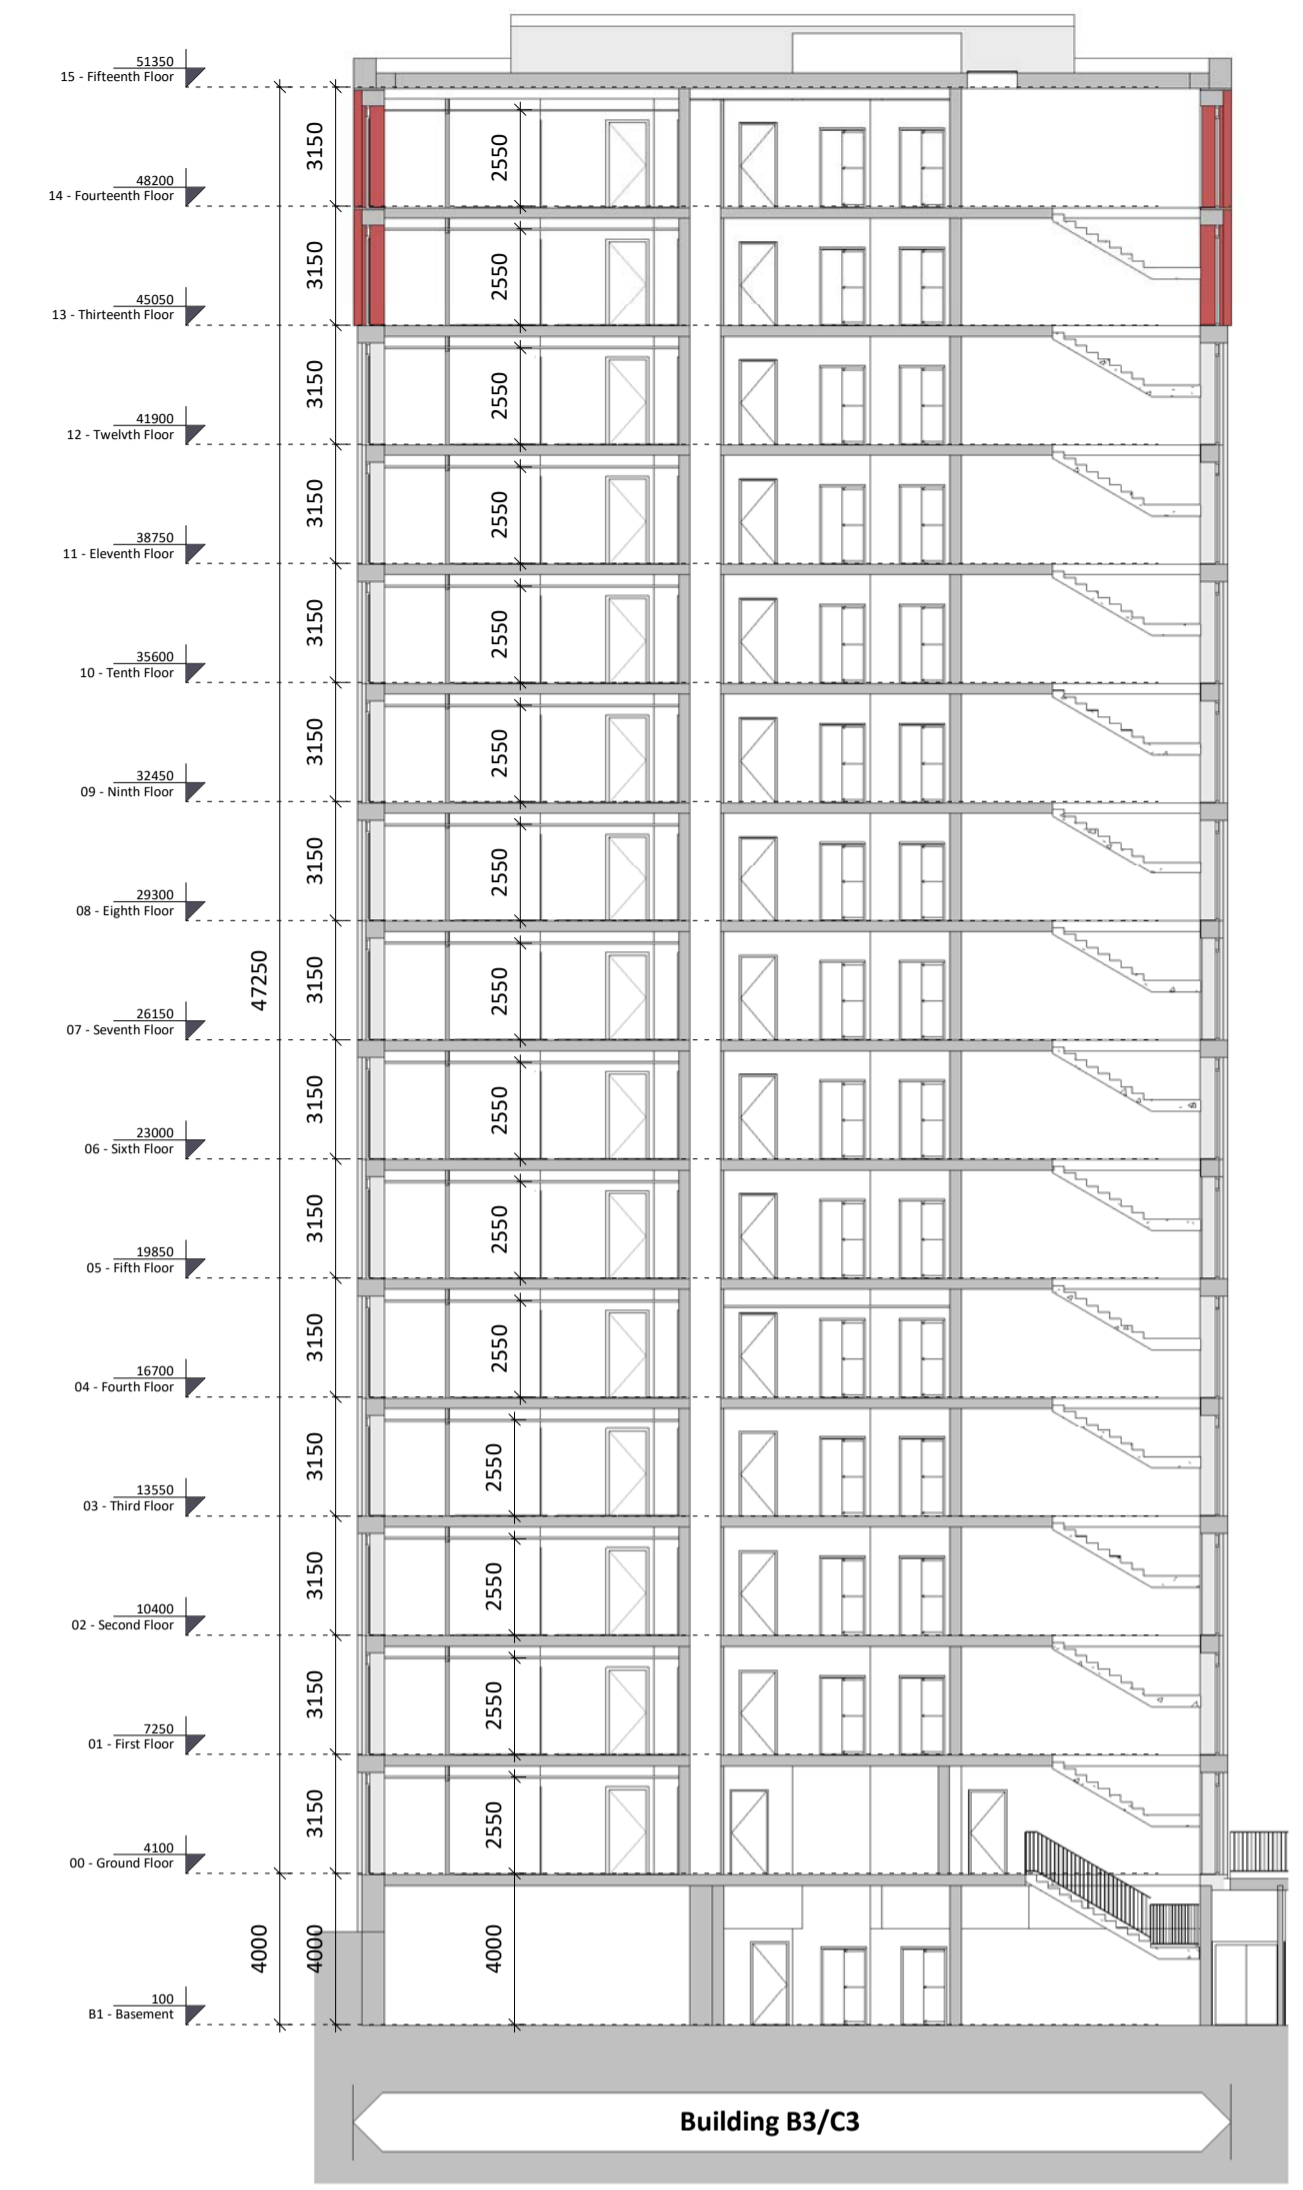 51350
15 - Fifteenth Floor
3150
2550
48200
14 - Fourteenth Floor
3150
2550
45050
13 - Thirteenth Floor
3150
2550
41900
12 - Twelvth Floor
3150
2550
38750
11 - Eleventh Floor
3150
2550
35600
10 - Tenth Floor
3150
2550
32450
09 - Ninth Floor
3150
2550
29300
08 - Eighth Floor
47250
3150
2550
26150
07 - Seventh Floor
3150
2550
23000
06 - Sixth Floor
3150
2550
19850
05 - Fifth Floor
3150
2550
16700
04 - Fourth Floor
3150
2550
13550
03 - Third Floor
3150
2550
10400
02 - Second Floor
3150
2550
7250
01 - First Floor
3150
2550
4100
00 - Ground Floor
4000
4000
4000
100
B1 - Basement
Building B3/C3